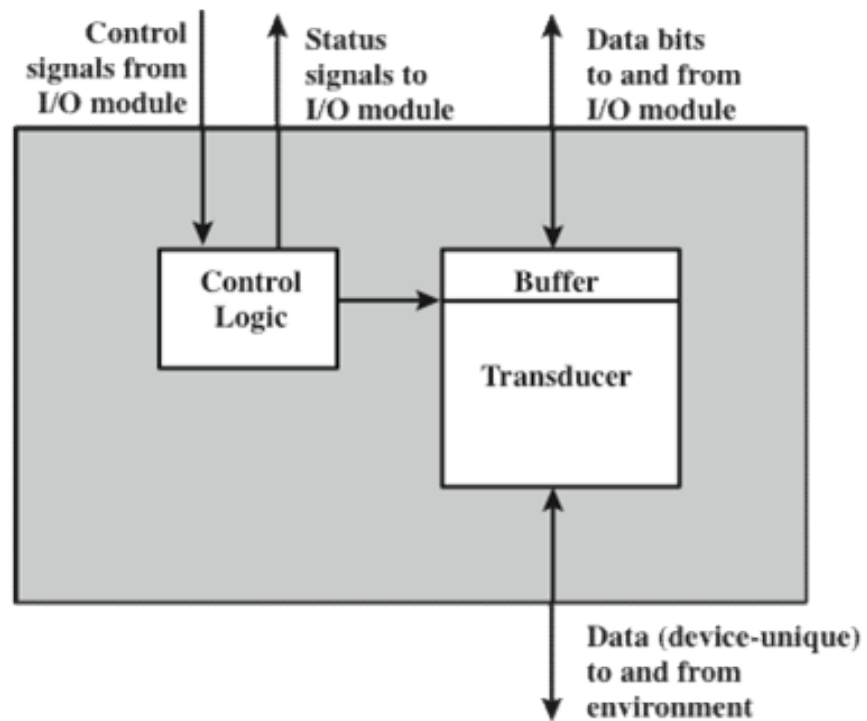 Control
signals from
I/O module
Status
signals to
I/O module
Data bits
to and from
I/O module
Control
Logic
Buffer
Transducer
Data (device-unique)
to and from
environment